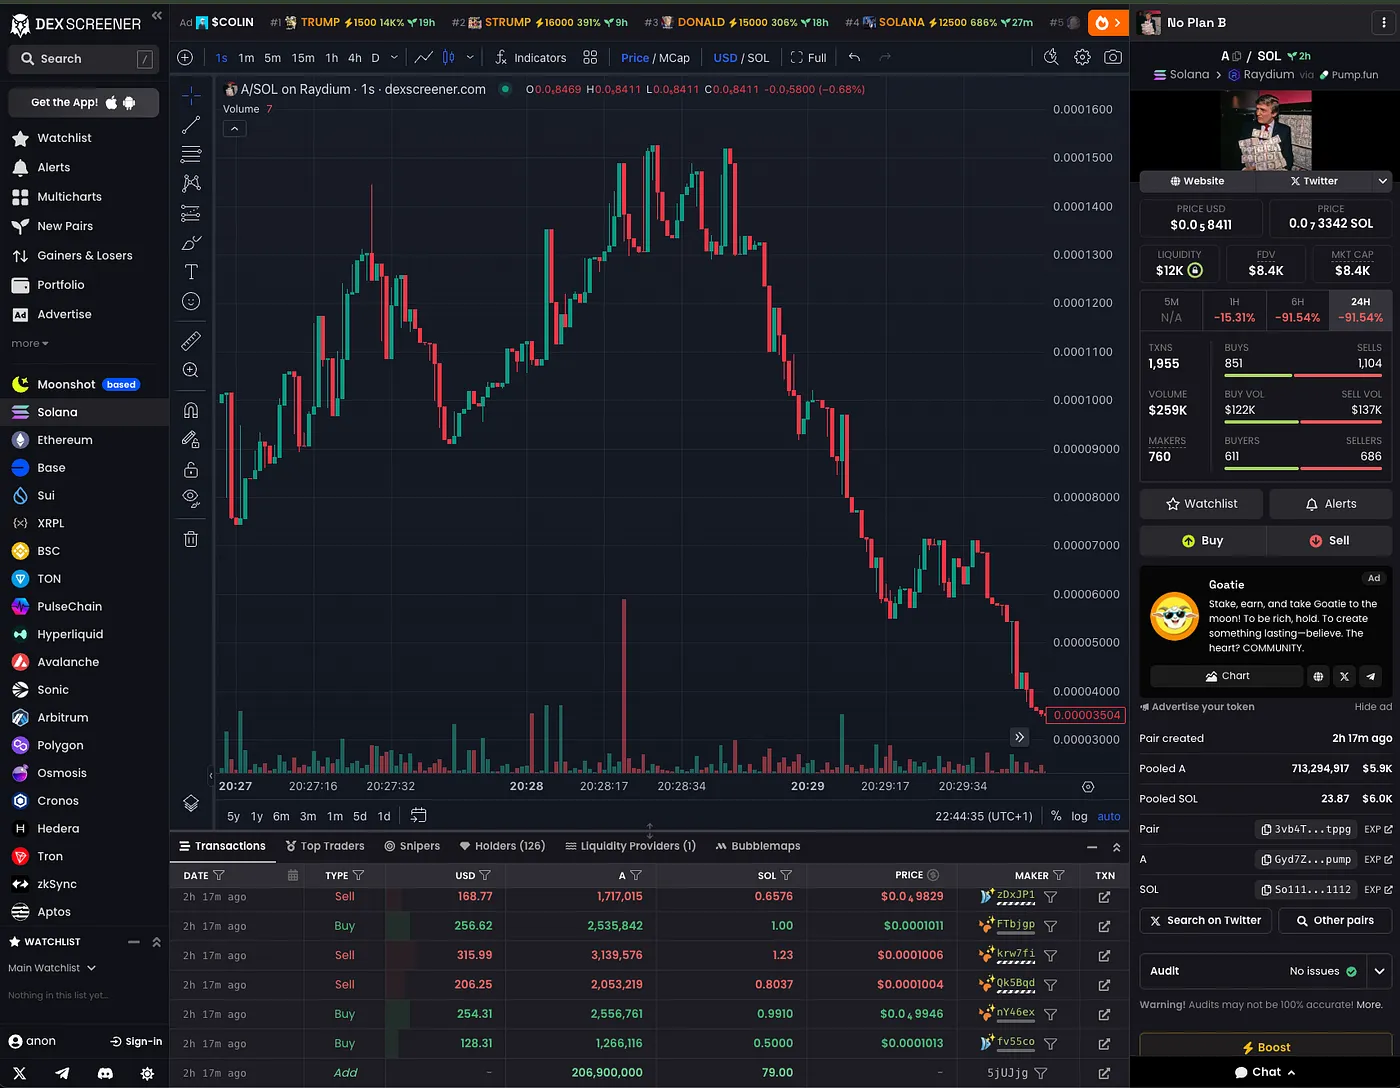 DEX SCREENER
Search /
Get the App!
Watchlist
Alerts
Multicharts
New Pairs
Gainers & Losers
Portfolio
Ad Advertise
more
Moonshot based
Solana
Ethereum
Base
Sui
XRPL
BSC
TON
PulseChain
Hyperliquid
Avalanche
Sonic
Arbitrum
Polygon
Osmosis
Cronos
Hedera
Tron
zkSync
Aptos
WATCHLIST
Main Watchlist
Nothing in this list yet...
anon Sign-in
Ad $COLIN #1 TRUMP 1500 14K% 19h #2 STRUMP 16000 391% 9h #3 DONALD 15000 306% 18h #4 SOLANA 12500 686% 27m #5
1s 1m 5m 15m 1h 4h D Indicators Price / MCap USD / SOL Full
A/SOL on Raydium · 1s · dexscreener.com O0.0₅8469 H0.0₅8411 L0.0₅8411 C0.0₅8411 -0.0₇5800 (−0.68%)
Volume 7
0.0001600
0.0001500
0.0001400
0.0001300
0.0001200
0.0001100
0.0001000
0.00009000
0.00008000
0.00007000
0.00006000
0.00005000
0.00004000
0.00003504
0.00003000
20:27 20:27:16 20:27:32 20:28 20:28:17 20:28:34 20:29 20:29:17 20:29:34
5y 1y 6m 3m 1m 5d 1d 22:44:35 (UTC+1) % log auto
Transactions Top Traders Snipers Holders (126) Liquidity Providers (1) Bubblemaps
DATE TYPE USD A SOL PRICE MAKER TXN
2h 17m ago Sell 168.77 1,717,015 0.6576 $0.0₄9829 zDxJP1
2h 17m ago Buy 256.62 2,535,842 1.00 $0.0001011 FTbjgp
2h 17m ago Sell 315.99 3,139,576 1.23 $0.0001006 krw7fi
2h 17m ago Sell 206.25 2,053,219 0.8037 $0.0001004 Qk5Bqd
2h 17m ago Buy 254.31 2,556,761 0.9910 $0.0₄9946 nY46ex
2h 17m ago Buy 128.31 1,266,116 0.5000 $0.0001013 fv55co
2h 17m ago Add - 206,900,000 79.00 - 5jUJjg
No Plan B
A / SOL 2h
Solana > Raydium via Pump.fun
Website Twitter
PRICE USD
$0.0₅8411
PRICE
0.0₇3342 SOL
LIQUIDITY
$12K
FDV
$8.4K
MKT CAP
$8.4K
5M 1H 6H 24H
N/A -15.31% -91.54% -91.54%
TXNS BUYS SELLS
1,955 851 1,104
VOLUME BUY VOL SELL VOL
$259K $122K $137K
MAKERS BUYERS SELLERS
760 611 686
Watchlist Alerts
Buy Sell
Goatie Ad
Stake, earn, and take Goatie to the
moon! To be rich, hold. To create
something lasting—believe. The
heart? COMMUNITY.
Chart
Advertise your token Hide ad
Pair created 2h 17m ago
Pooled A 713,294,917 $5.9K
Pooled SOL 23.87 $6.0K
Pair 3vb4T...tppg EXP
A Gyd7Z...pump EXP
SOL So111...1112 EXP
Search on Twitter Other pairs
Audit No issues
Warning! Audits may not be 100% accurate! More.
Boost
Chat